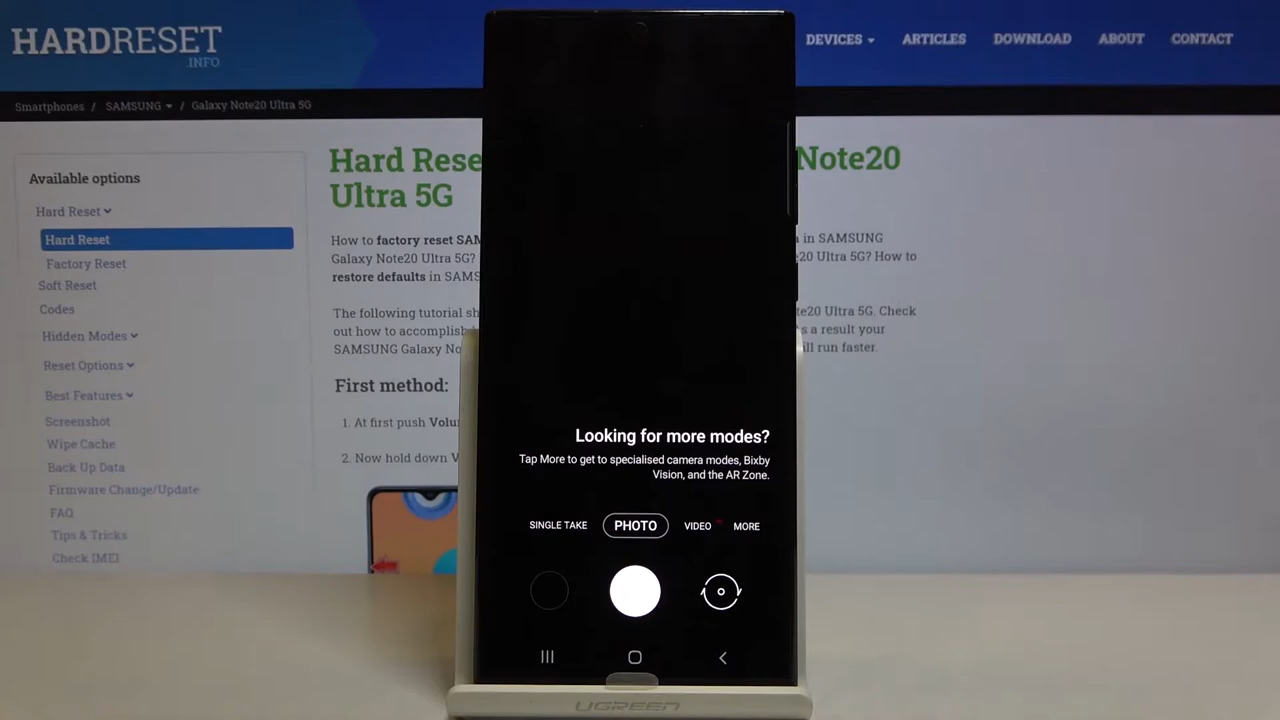 HARDRESET
.INFO
DEVICES
ARTICLES
DOWNLOAD
ABOUT
CONTACT
Smartphones / SAMSUNG / Galaxy Note20 Ultra 5G
Available options
Hard Reset
Hard Reset
Factory Reset
Soft Reset
Codes
Hidden Modes
Reset Options
Best Features
Screenshot
Wipe Cache
Back Up Data
Firmware Change/Update
FAQ
Tips & Tricks
Check IMEI
Hard Rese Note20
Ultra 5G
How to factory reset SAM in SAMSUNG
Galaxy Note20 Ultra 5G? 20 Ultra 5G? How to
restore defaults in SAMS
The following tutorial sh te20 Ultra 5G. Check
out how to accomplish s a result your
SAMSUNG Galaxy No ill run faster.
First method:
1. At first push Volu
2. Now hold down V
Looking for more modes?
Tap More to get to specialised camera modes, Bixby
Vision, and the AR Zone.
SINGLE TAKE
PHOTO
VIDEO
MORE
UGREEN